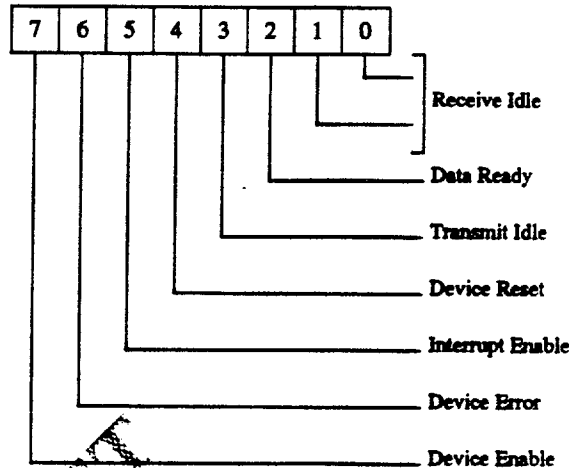 7 6 5 4 3 2 1 0
Receive Idle
Data Ready
Transmit Idle
Device Reset
Interrupt Enable
Device Error
Device Enable